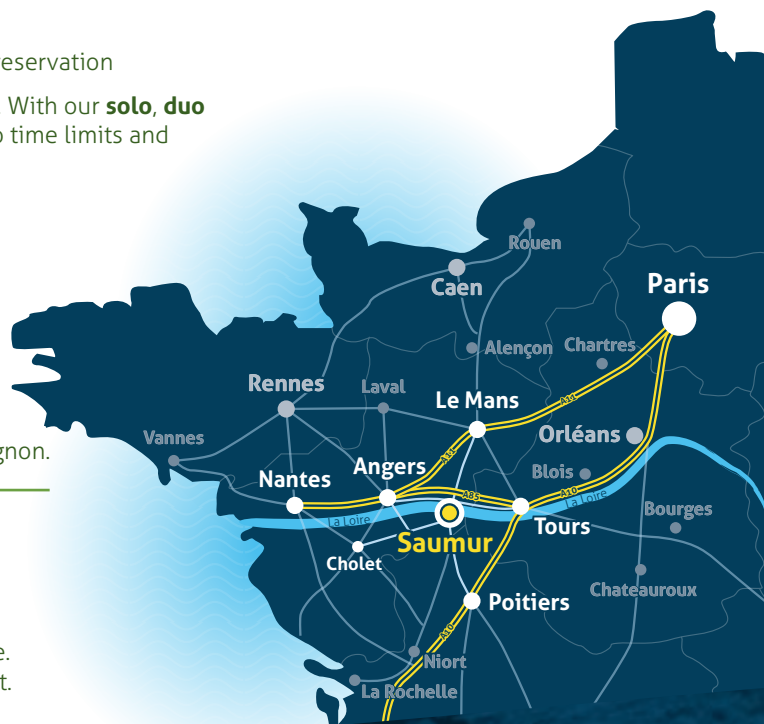 eservation
. With our solo, duo
o time limits and
Rouen
Caen
Paris
Alençon
Chartres
Rennes
Laval
Le Mans
A11
Orléans
Vannes
gnon.
Angers
Nantes
Blois
A85
A10
La Loire
La Loire
Bourges
Saumur
Tours
Cholet
Chateauroux
Poitiers
A10
e.
Niort
t.
La Rochelle